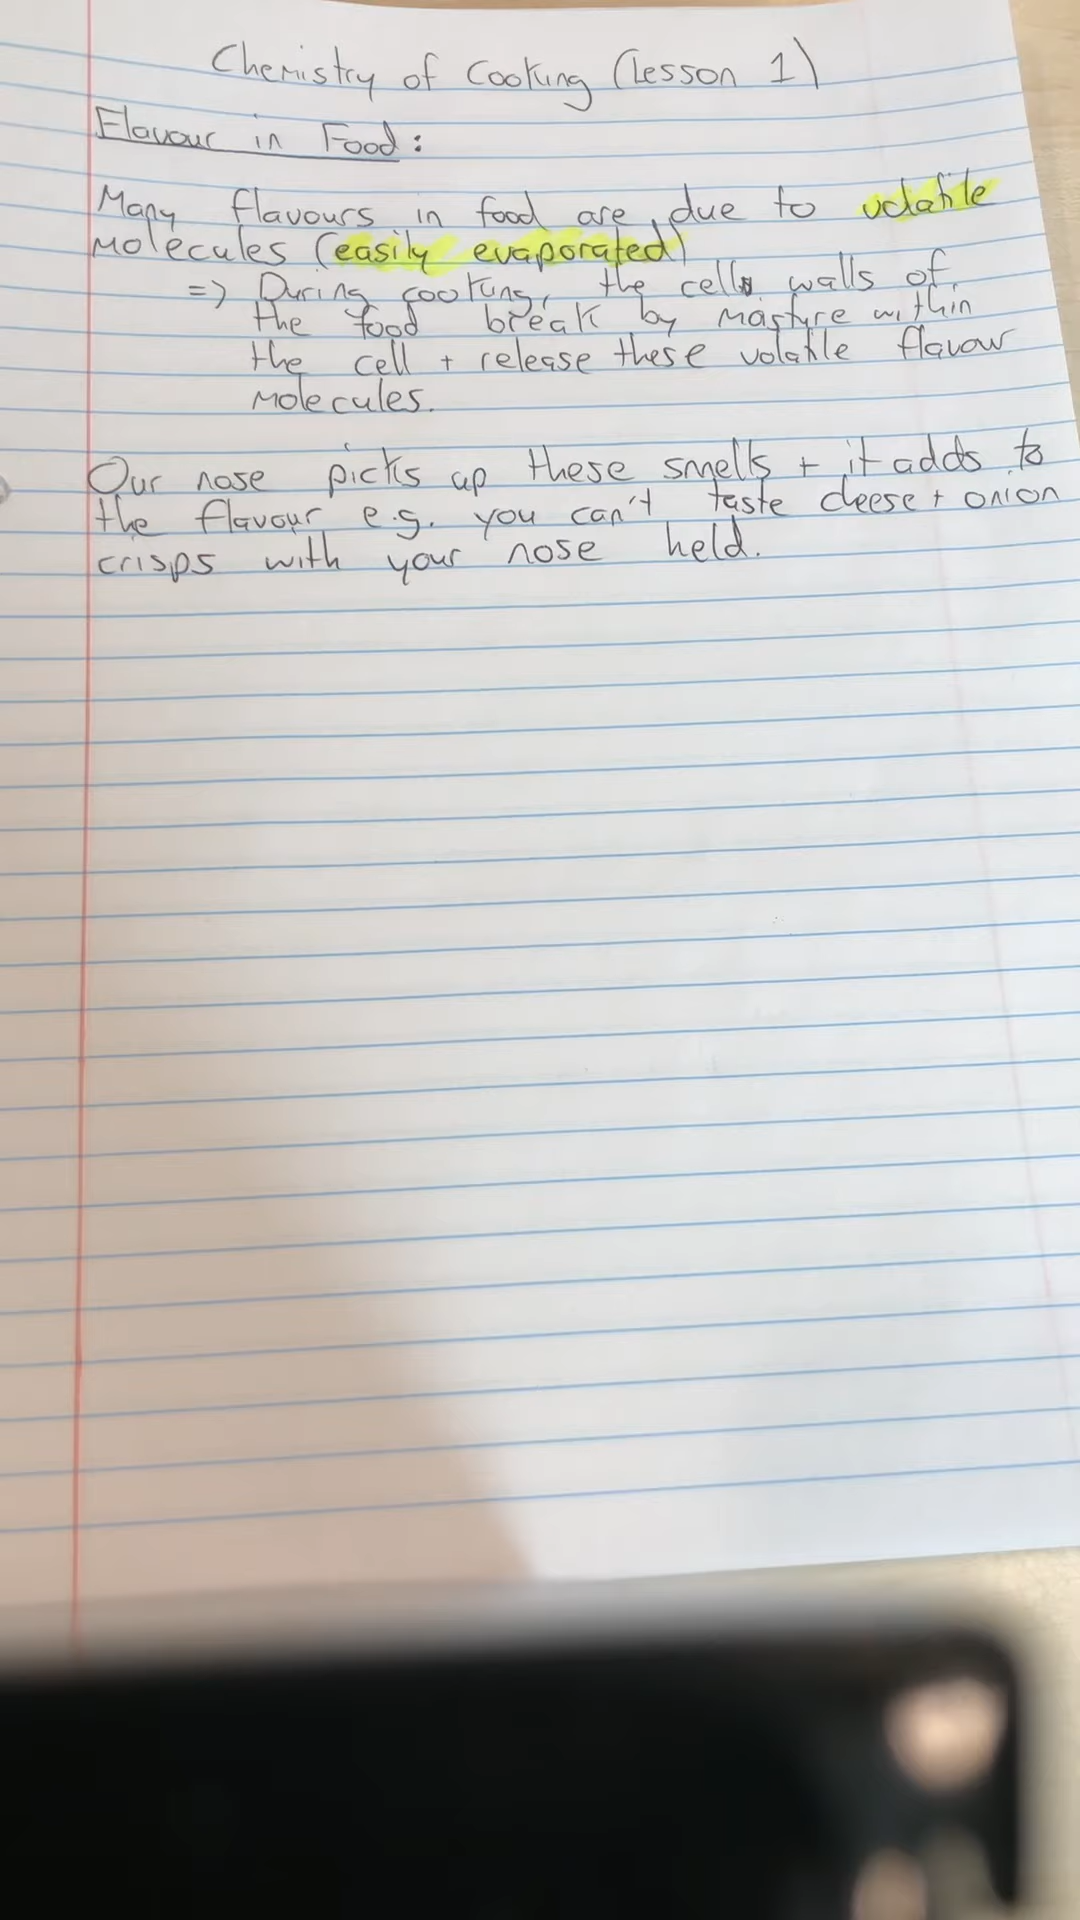 Chemistry of Cooking (Lesson 1)
Flavour in Food:
Many flavours in food are due to volatile
molecules (easily evaporated)
=> During cooking, the cell walls of
the food break by moisture within
the cell + release these volatile flavour
molecules.
Our nose picks up these smells + it adds to
the flavour e.g. you can't taste cheese + onion
crisps with your nose held.